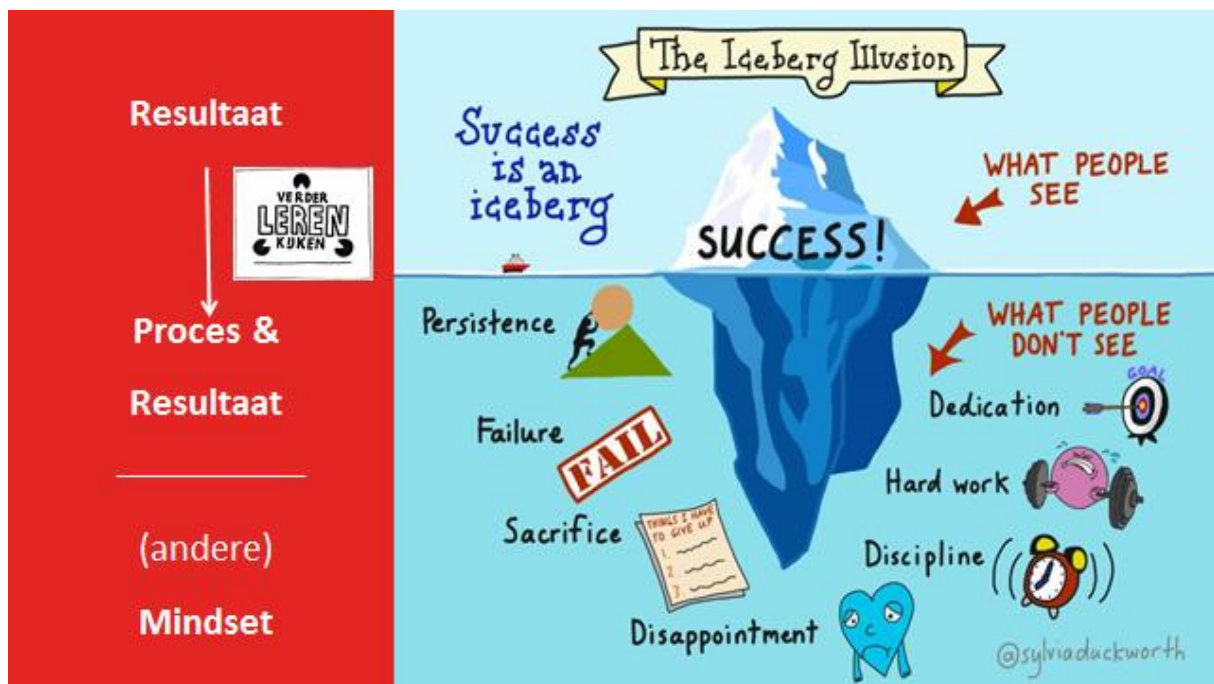 Resultaat
VERDER
LEREN
KIJKEN
Proces &
Resultaat
(andere)
Mindset
The Iceberg Illusion
Success
is an
iceberg
WHAT PEOPLE
SEE
SUCCESS!
Persistence
WHAT PEOPLE
DON'T SEE
GOAL
Dedication
Failure
FAIL
Hard work
Sacrifice
THINGS I HAVE
TO GIVE UP
1.
2.
3.
Discipline
Disappointment
@sylviaduckworth